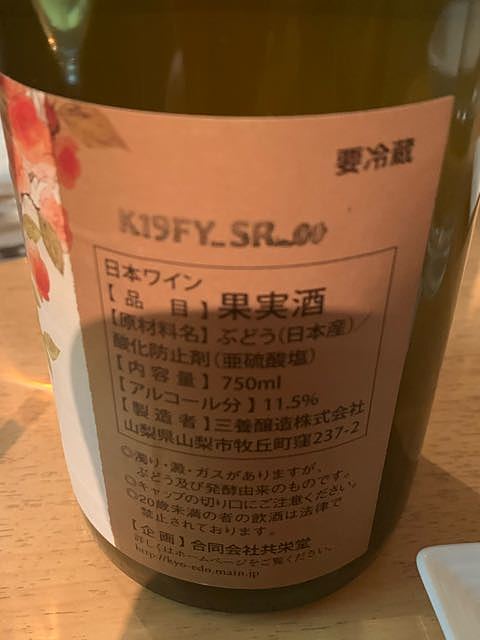 要冷蔵
K19FY_SR_00
日本ワイン
【品　目】果実酒
【原材料名】ぶどう(日本産)／
酸化防止剤(亜硫酸塩)
【内容量】750ml
【アルコール分】11.5%
【製造者】三養醸造株式会社
山梨県山梨市牧丘町窪237-2
◎濁り・澱・ガスがありますが、
ぶどう及び発酵由来のものです。
◎キャップの切り口にご注意ください。
◎20歳未満の者の飲酒は法律で
禁止されております。
【企画】合同会社共栄堂
詳しくはホームページをご覧ください。
http://kyo-edo.main.jp